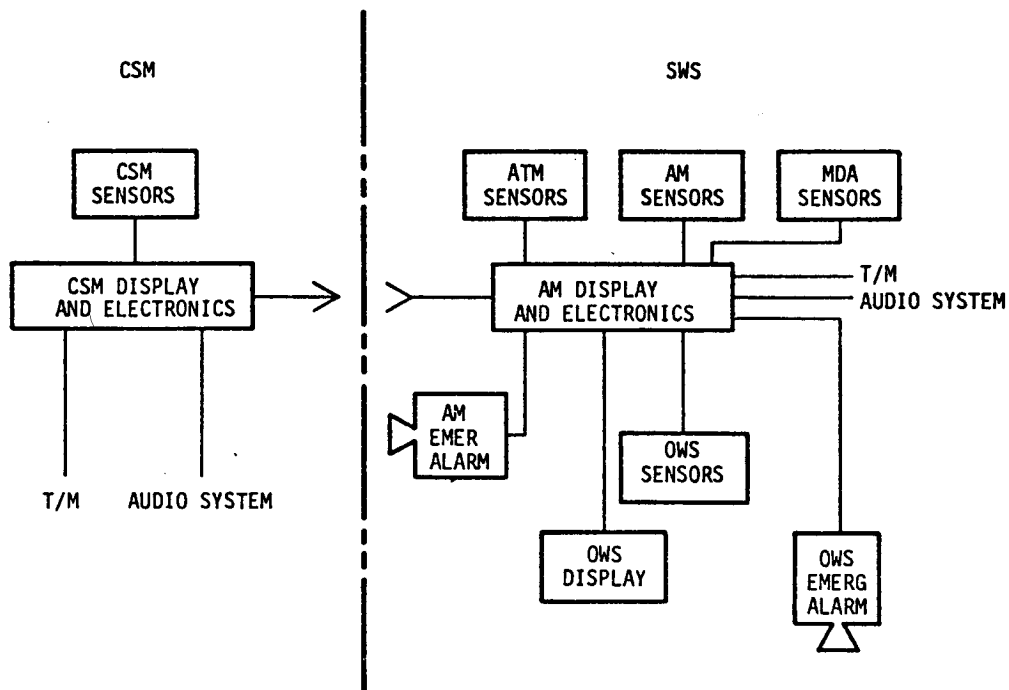 CSM
SWS
CSM
SENSORS
ATM
SENSORS
AM
SENSORS
MDA
SENSORS
CSM DISPLAY
AND ELECTRONICS
AM DISPLAY
AND ELECTRONICS
T/M
AUDIO SYSTEM
AM
EMER
ALARM
OWS
SENSORS
T/M
AUDIO SYSTEM
OWS
DISPLAY
OWS
EMERG
ALARM